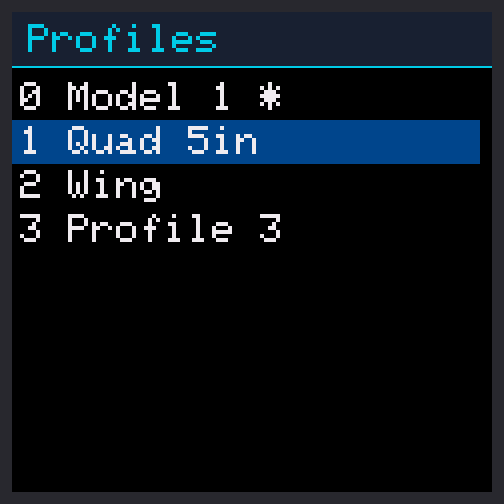 Profiles
0 Model 1 *
1 Quad 5in
2 Wing
3 Profile 3